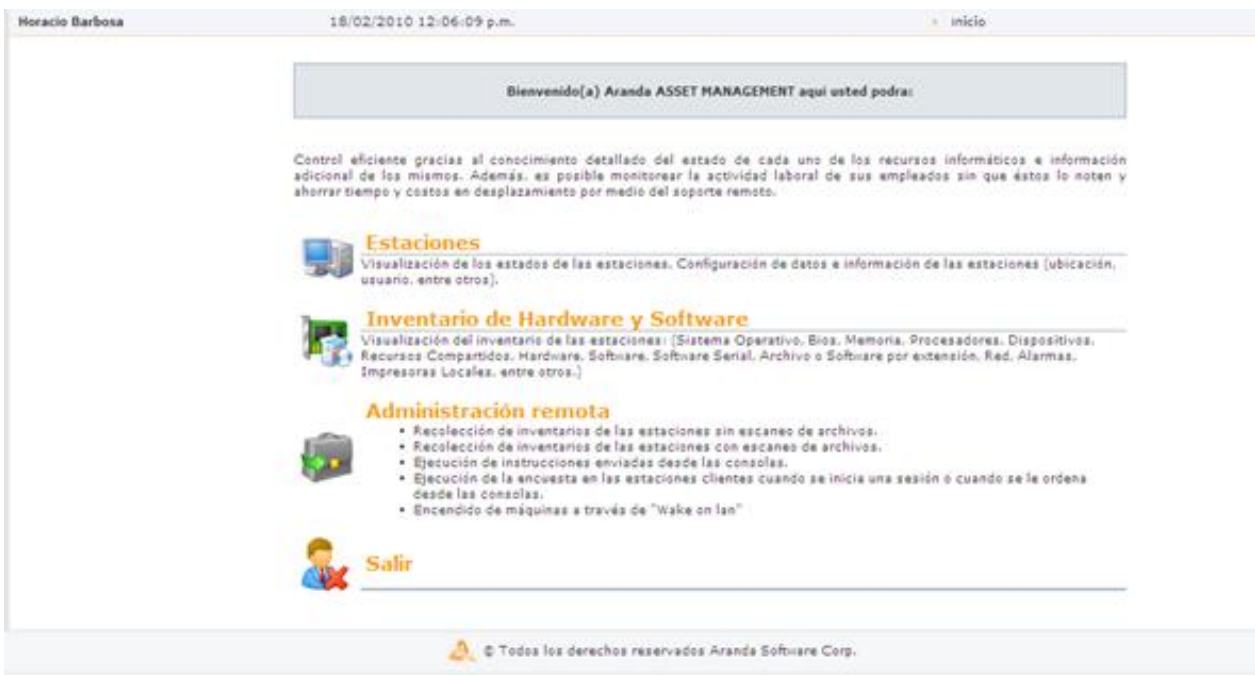 Horacio Barbosa 18/02/2010 12:06:09 p.m. Inicio
Bienvenido(a) Aranda ASSET MANAGEMENT aqui usted podra:
Control eficiente gracias al conocimiento detallado del estado de cada uno de los recursos informáticos e información
adicional de los mismos. Además, es posible monitorear la actividad laboral de sus empleados sin que éstos lo noten y
ahorrar tiempo y costos en desplazamiento por medio del soporte remoto.
Estaciones
Visualización de los estados de las estaciones. Configuración de datos e información de las estaciones (ubicación,
usuario, entre otros).
Inventario de Hardware y Software
Visualización del inventario de las estaciones: (Sistema Operativo, Bios, Memoria, Procesadores, Dispositivos,
Recursos Compartidos, Hardware, Software, Software Serial, Archivo o Software por extensión, Red, Alarmas,
Impresoras Locales, entre otros.)
Administración remota
• Recolección de inventarios de las estaciones sin escaneo de archivos.
• Recolección de inventarios de las estaciones con escaneo de archivos.
• Ejecución de instrucciones enviadas desde las consolas.
• Ejecución de la encuesta en las estaciones clientes cuando se inicia una sesión o cuando se le ordena
desde las consolas.
• Encendido de máquinas a través de "Wake on lan"
Salir
© Todos los derechos reservados Aranda Software Corp.